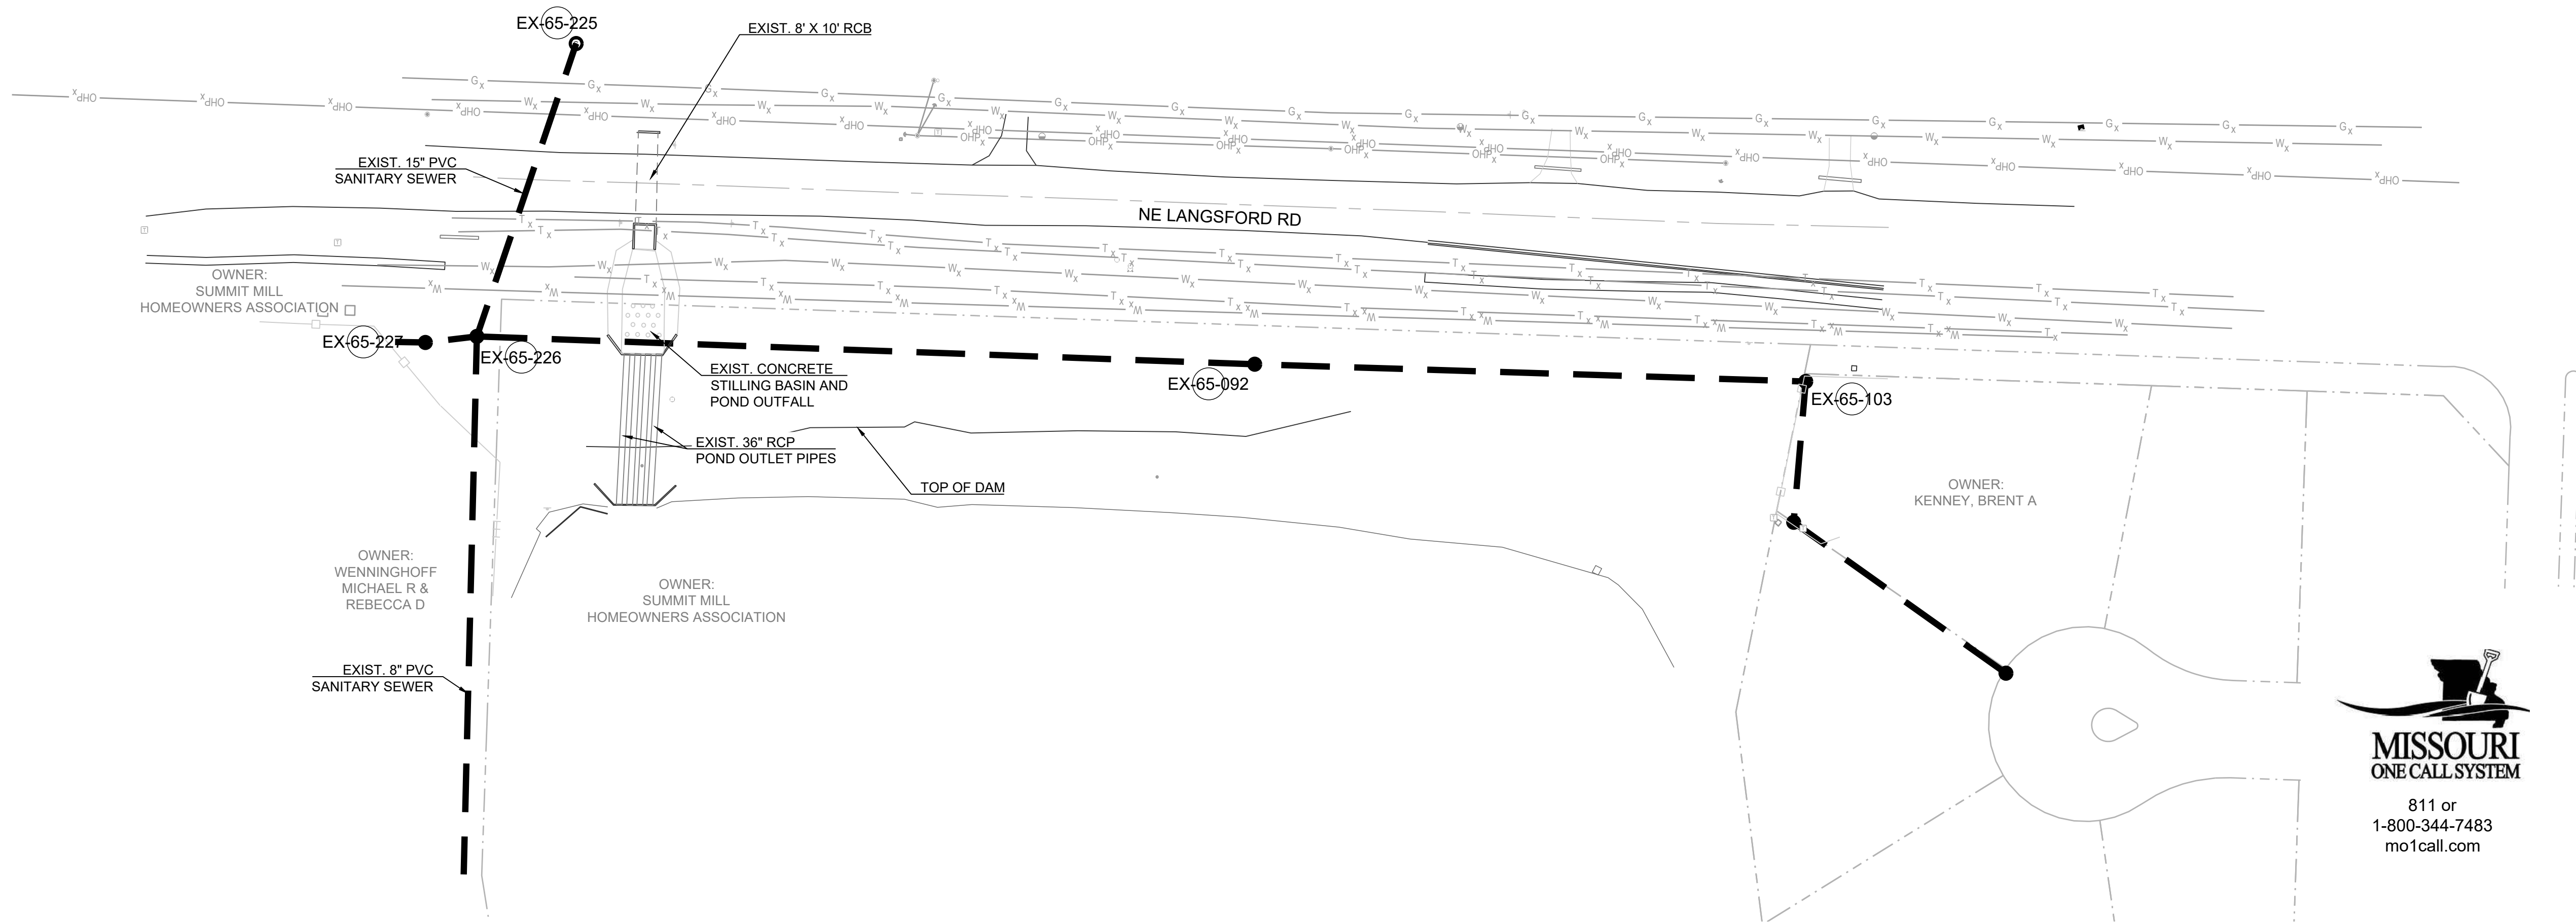 EX-65-225
EXIST. 8' X 10' RCB
EXIST. 15" PVC
SANITARY SEWER
NE LANGSFORD RD
OWNER:
SUMMIT MILL
HOMEOWNERS ASSOCIATION
EX-65-227
EX-65-226
EXIST. CONCRETE
STILLING BASIN AND
POND OUTFALL
EX-65-092
EX-65-103
EXIST. 36" RCP
POND OUTLET PIPES
TOP OF DAM
OWNER:
KENNEY, BRENT A
OWNER:
WENNINGHOFF
MICHAEL R &
REBECCA D
OWNER:
SUMMIT MILL
HOMEOWNERS ASSOCIATION
EXIST. 8" PVC
SANITARY SEWER
MISSOURI
ONE CALL SYSTEM
811 or
1-800-344-7483
mo1call.com